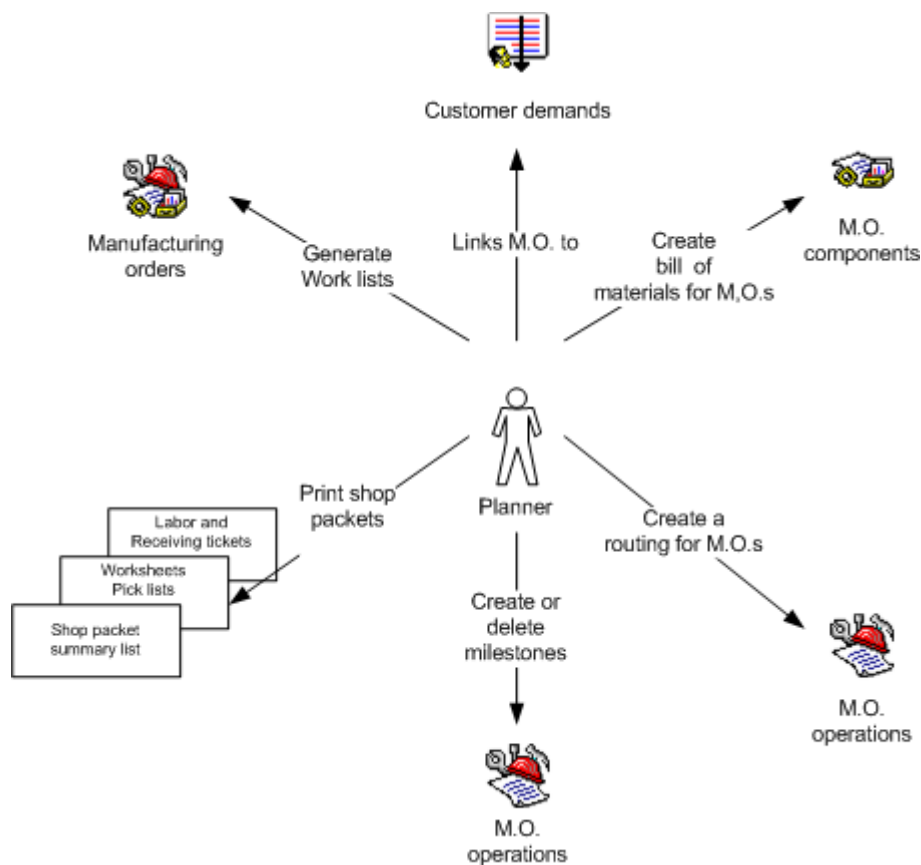 Customer demands
Manufacturing
orders
Generate
Work lists
Links M.O. to
Create
bill of
materials for M,O.s
M.O.
components
Planner
Print shop
packets
Labor and
Receiving tickets
Worksheets
Pick lists
Shop packet
summary list
Create or
delete
milestones
Create a
routing for M.O.s
M.O.
operations
M.O.
operations